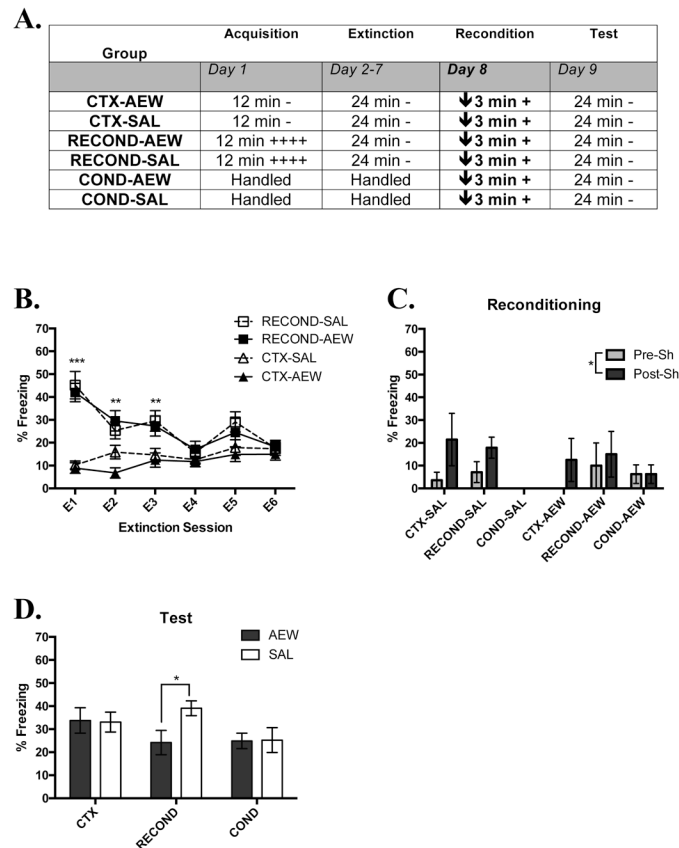 A.
Group Acquisition Extinction Recondition Test
Day 1 Day 2-7 Day 8 Day 9
CTX-AEW 12 min - 24 min - ↓ 3 min + 24 min -
CTX-SAL 12 min - 24 min - ↓ 3 min + 24 min -
RECOND-AEW 12 min ++++ 24 min - ↓ 3 min + 24 min -
RECOND-SAL 12 min ++++ 24 min - ↓ 3 min + 24 min -
COND-AEW Handled Handled ↓ 3 min + 24 min -
COND-SAL Handled Handled ↓ 3 min + 24 min -
B.
RECOND-SAL
RECOND-AEW
CTX-SAL
CTX-AEW
% Freezing
70
60
50
40
30
20
10
0
***
**
**
E1 E2 E3 E4 E5 E6
Extinction Session
C.
Reconditioning
Pre-Sh
Post-Sh
*
% Freezing
70
60
50
40
30
20
10
0
CTX-SAL RECOND-SAL COND-SAL CTX-AEW RECOND-AEW COND-AEW
D.
Test
AEW
SAL
% Freezing
70
60
50
40
30
20
10
0
*
CTX RECOND COND